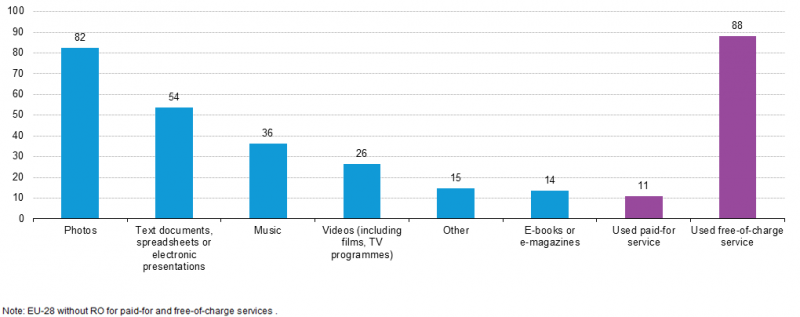 100
90
80
70
60
50
40
30
20
10
0
82
54
36
26
15
14
11
88
Photos
Text documents,
spreadsheets or
electronic
presentations
Music
Videos (including
films, TV
programmes)
Other
E-books or
e-magazines
Used paid-for
service
Used free-of-charge
service
Note: EU-28 without RO for paid-for and free-of-charge services .